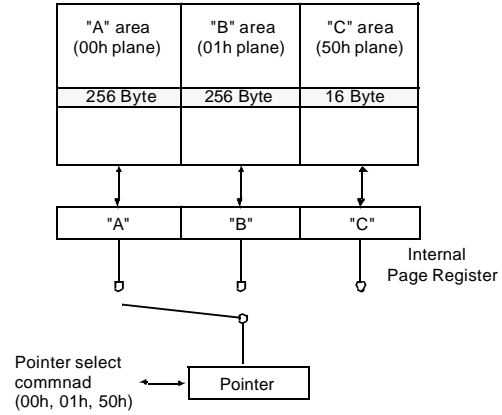 "A" area
(00h plane)
"B" area
(01h plane)
"C" area
(50h plane)
256 Byte
256 Byte
16 Byte
"A"
"B"
"C"
Internal
Page Register
Pointer select
commnad
(00h, 01h, 50h)
Pointer